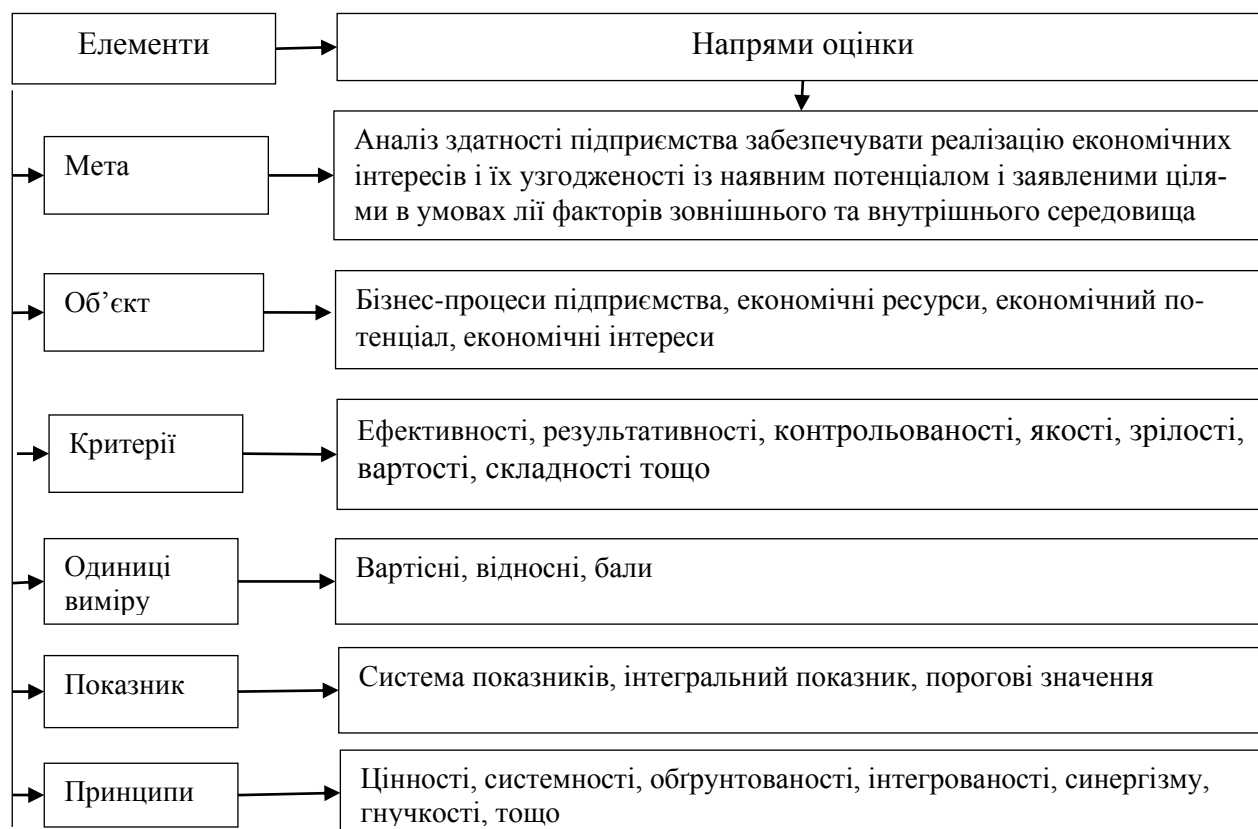 Елементи
Напрями оцінки
Мета
Аналіз здатності підприємства забезпечувати реалізацію економічних
інтересів і їх узгодженості із наявним потенціалом і заявленими ціля-
ми в умовах лії факторів зовнішнього та внутрішнього середовища
Об’єкт
Бізнес-процеси підприємства, економічні ресурси, економічний по-
тенціал, економічні інтереси
Критерії
Ефективності, результативності, контрольованості, якості, зрілості,
вартості, складності тощо
Одиниці
виміру
Вартісні, відносні, бали
Показник
Система показників, інтегральний показник, порогові значення
Принципи
Цінності, системності, обґрунтованості, інтегрованості, синергізму,
гнучкості, тощо